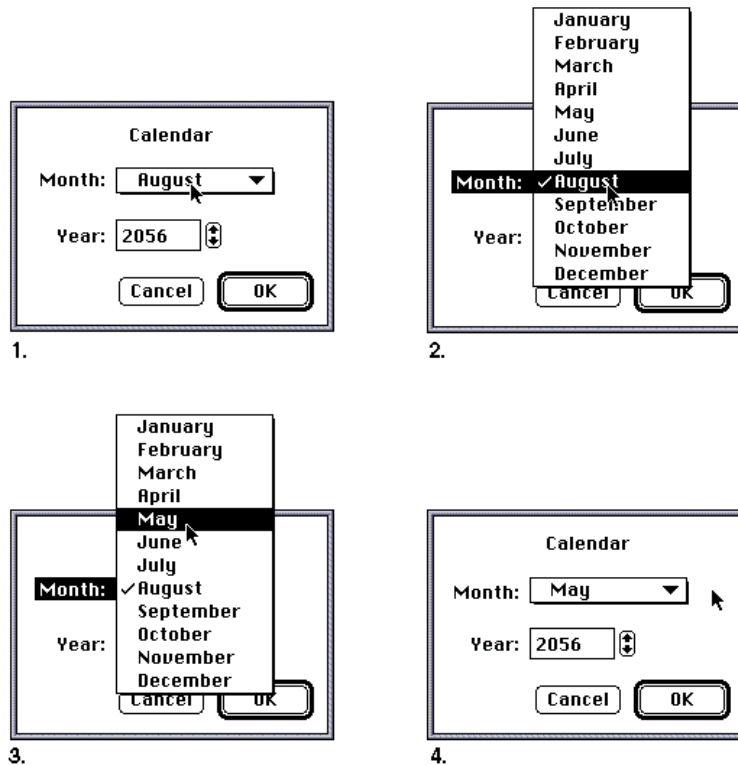 Calendar
Month: August
Year: 2056
Cancel OK
1.
January
February
March
April
May
June
July
Month: ✓August
September
Year: October
November
December
Cancel OK
2.
January
February
March
April
May
June
July
Month: ✓August
September
Year: October
November
December
Cancel OK
3.
Calendar
Month: May
Year: 2056
Cancel OK
4.